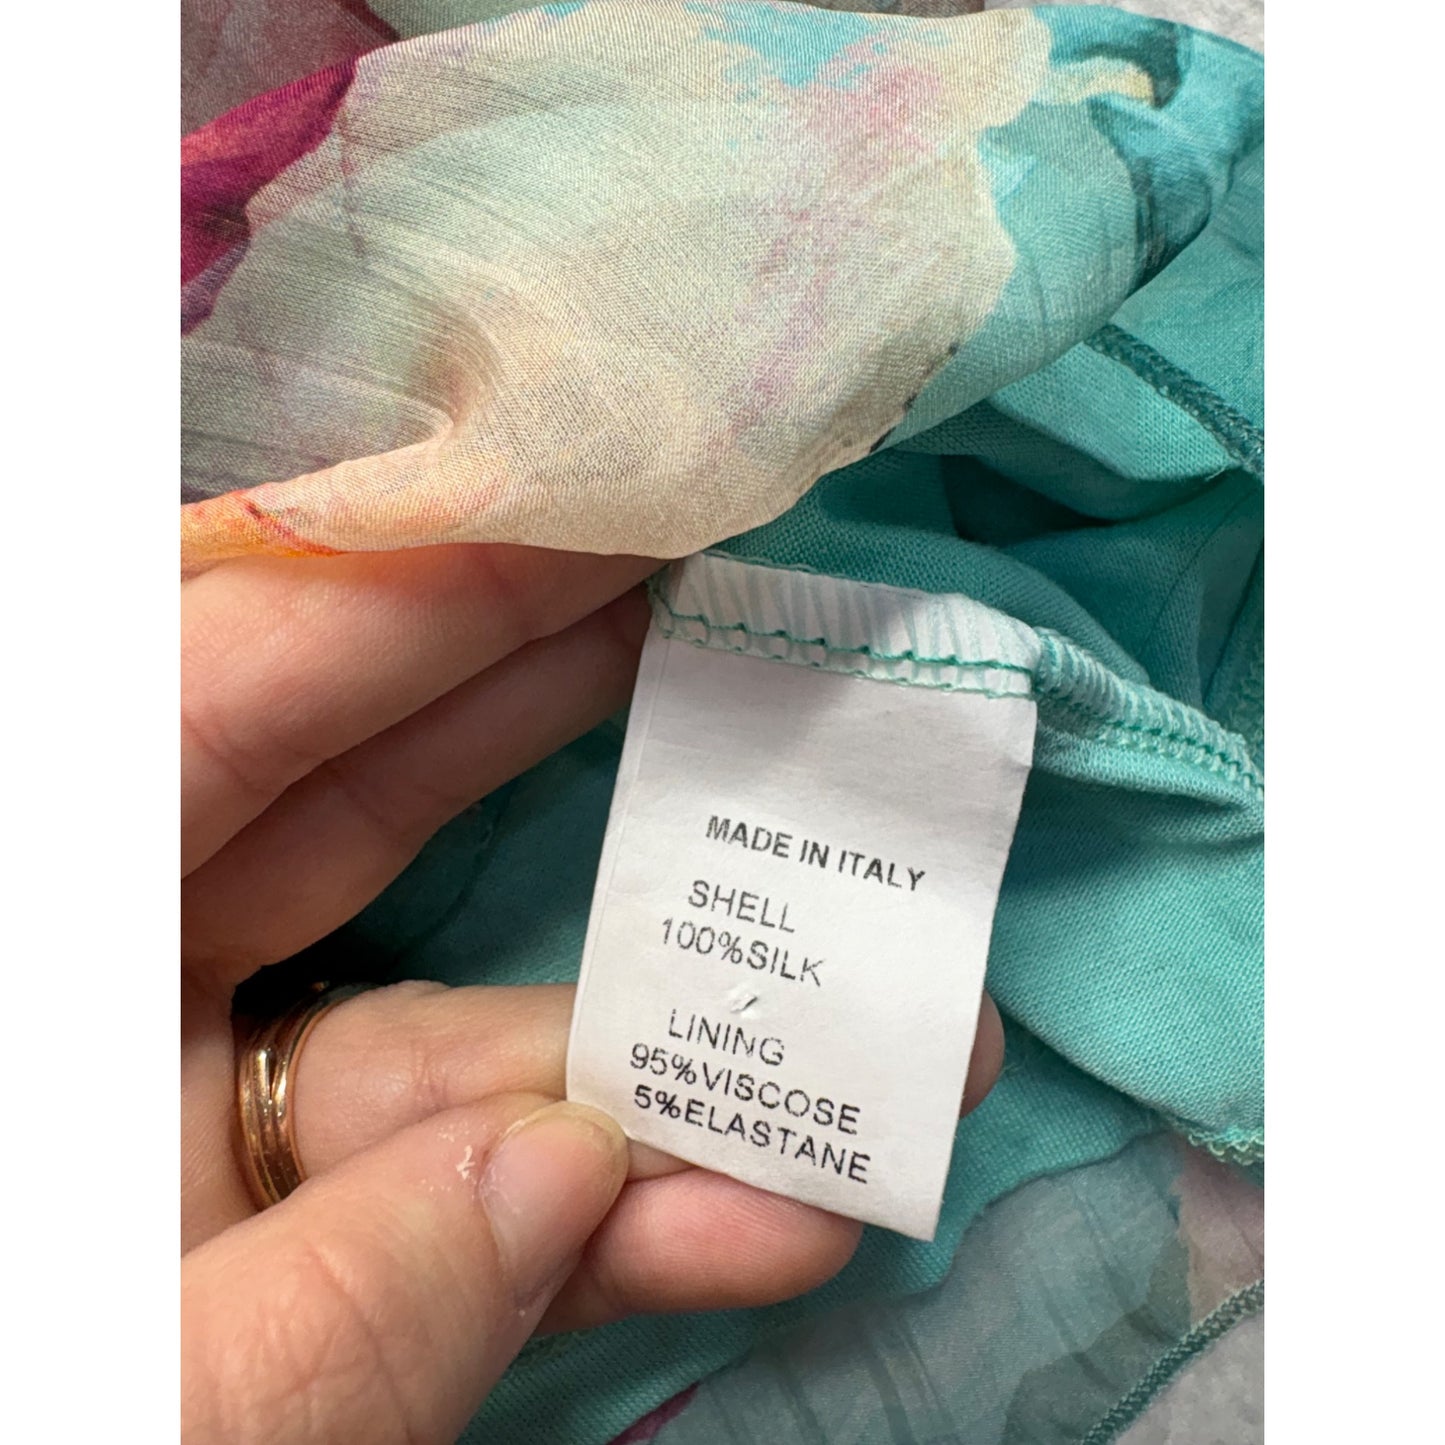 MADE IN ITALY
SHELL
100%SILK
LINING
95%VISCOSE
5%ELASTANE